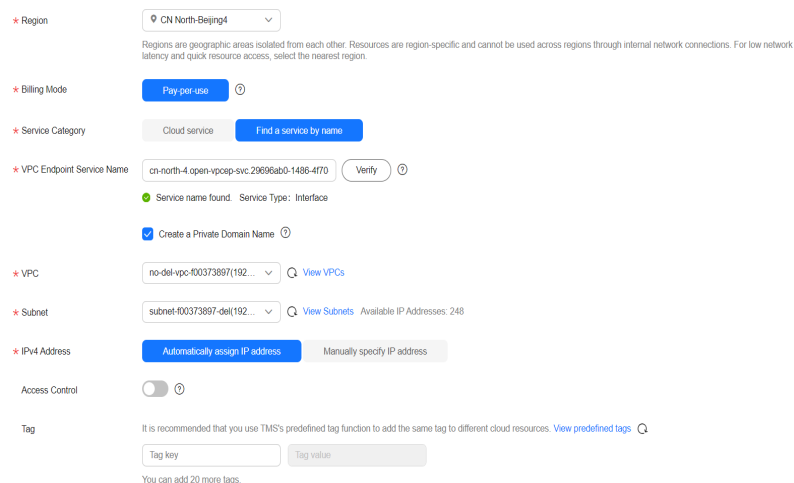 * Region
CN North-Beijing4
Regions are geographic areas isolated from each other. Resources are region-specific and cannot be used across regions through internal network connections. For low network
latency and quick resource access, select the nearest region.
* Billing Mode
Pay-per-use ?
* Service Category
Cloud service Find a service by name
* VPC Endpoint Service Name
cn-north-4.open-vpcep-svc.29696ab0-1486-4f70 Verify ?
Service name found. Service Type: Interface
Create a Private Domain Name ?
* VPC
no-del-vpc-f00373897(192... View VPCs
* Subnet
subnet-f00373897-del(192... View Subnets Available IP Addresses: 248
* IPv4 Address
Automatically assign IP address Manually specify IP address
Access Control ?
Tag
It is recommended that you use TMS's predefined tag function to add the same tag to different cloud resources. View predefined tags
Tag key Tag value
You can add 20 more tags.